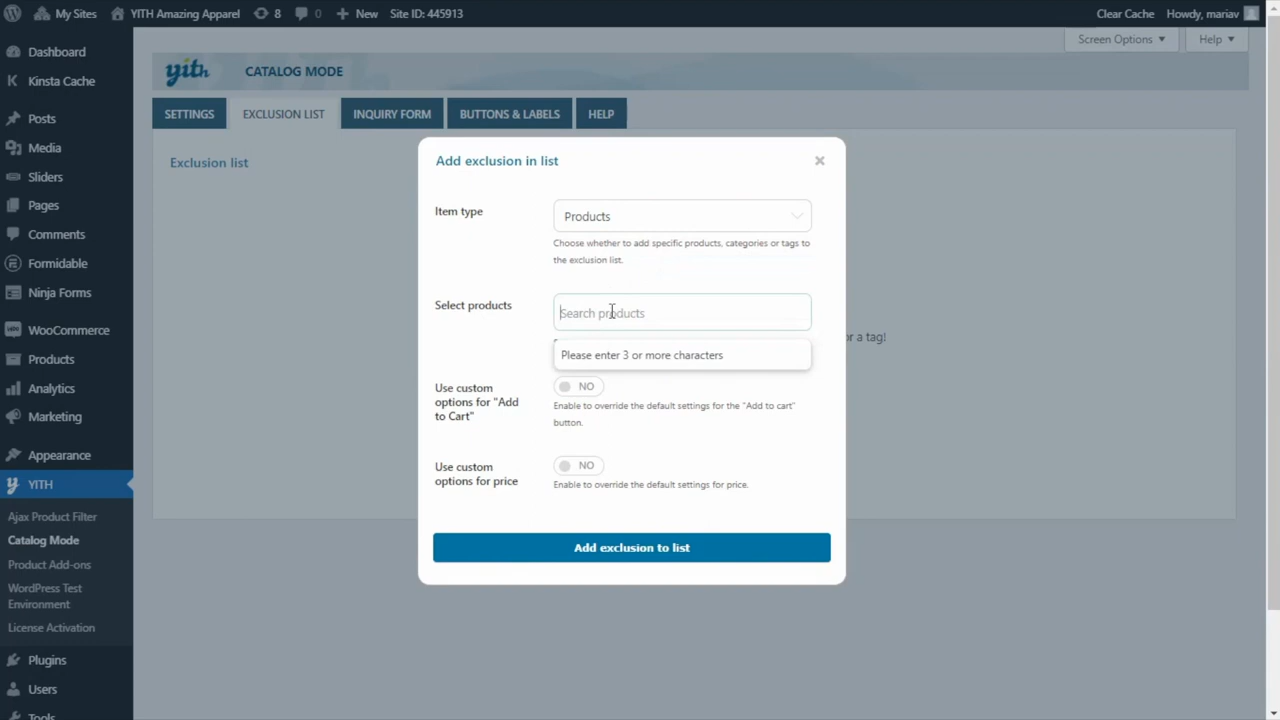 My Sites
YITH Amazing Apparel
8
0
New
Site ID: 445913
Clear Cache
Howdy, mariav
Dashboard
Kinsta Cache
Posts
Media
Sliders
Pages
Comments
Formidable
Ninja Forms
WooCommerce
Products
Analytics
Marketing
Appearance
YITH
Ajax Product Filter
Catalog Mode
Product Add-ons
WordPress Test
Environment
License Activation
Plugins
Users
Tools
Screen Options
Help
yith
CATALOG MODE
SETTINGS
EXCLUSION LIST
INQUIRY FORM
BUTTONS & LABELS
HELP
Exclusion list
or a tag!
Add exclusion in list
×
Item type
Products
Choose whether to add specific products, categories or tags to
the exclusion list.
Select products
Search products
Please enter 3 or more characters
Use custom
options for "Add
to Cart"
NO
Enable to override the default settings for the "Add to cart"
button.
Use custom
options for price
NO
Enable to override the default settings for price.
Add exclusion to list